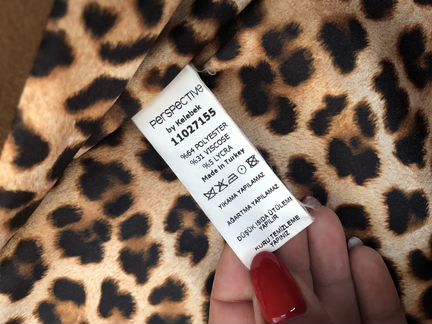 PERSPECTIVE
by Kelebek
11027155
%64 POLYESTER
%31 VISCOSE
%5 LYCRA
Made in Turkey
YIKAMA YAPILAMAZ
AĞARTMA YAPILAMAZ
DÜŞÜK ISIDA ÜTÜLEME
YAPILIR
KURU TEMİZLEME
YAPINIZ